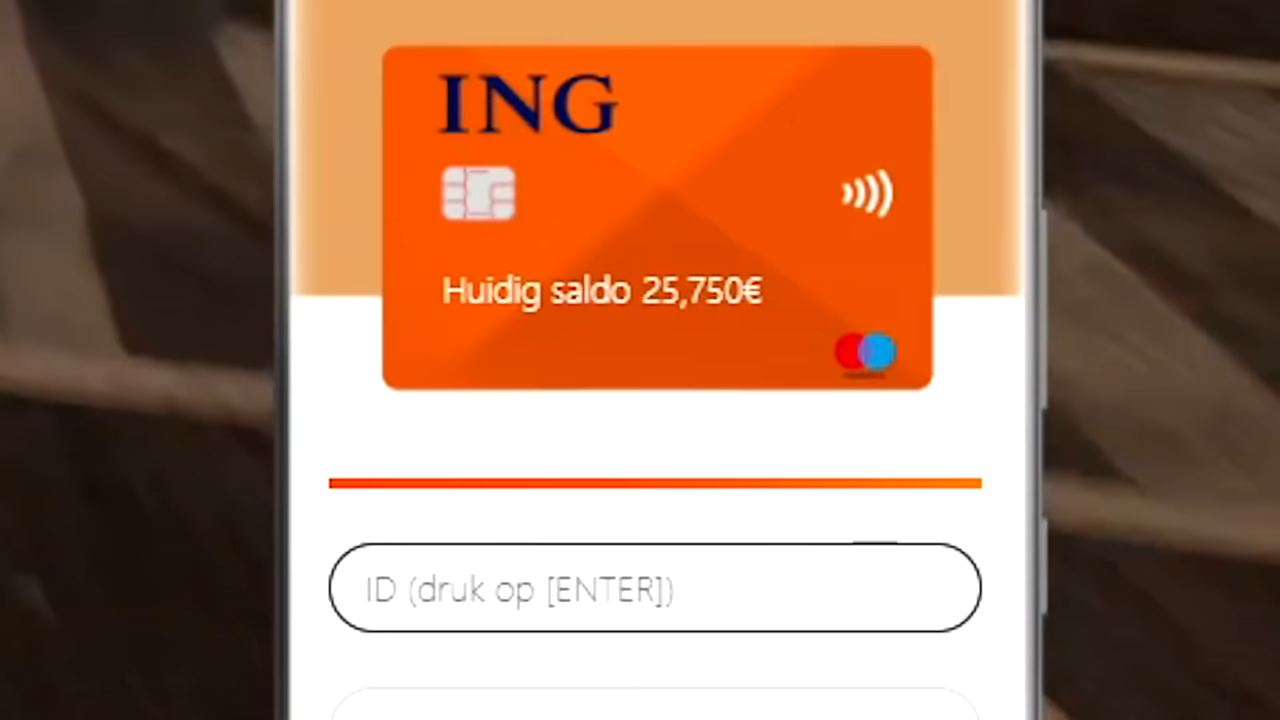 ING
Huidig saldo 25,750€
ID (druk op [ENTER])